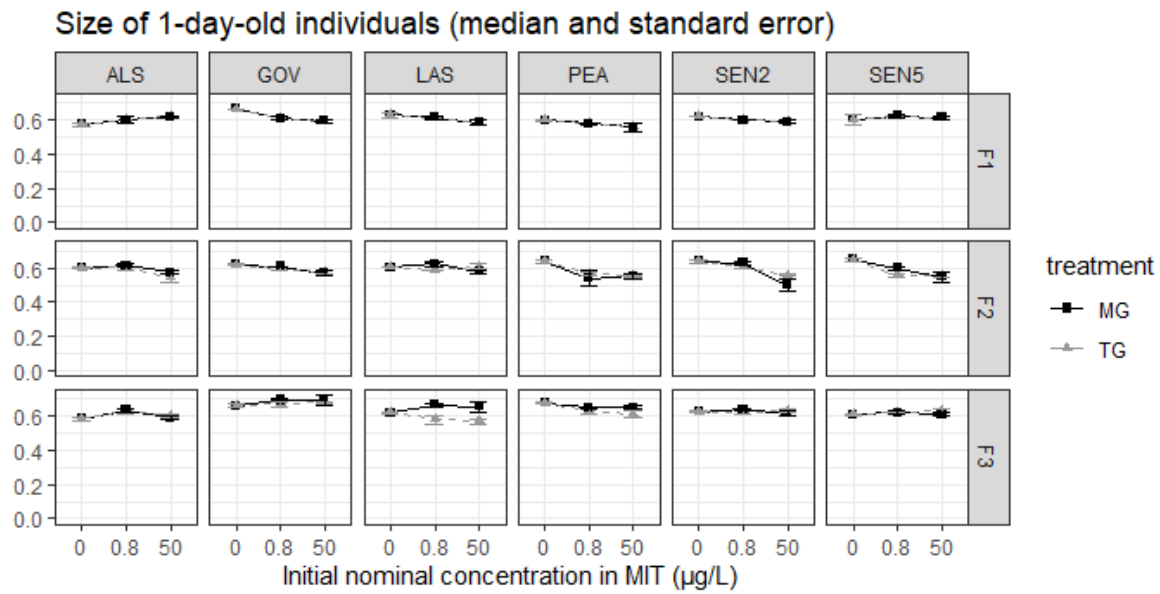 Size of 1-day-old individuals (median and standard error)
ALS GOV LAS PEA SEN2 SEN5
0.6
0.4
0.2
0.0
F1
0.6
0.4
0.2
0.0
F2
0.6
0.4
0.2
0.0
F3
0 0.8 50 0 0.8 50 0 0.8 50 0 0.8 50 0 0.8 50 0 0.8 50
Initial nominal concentration in MIT (µg/L)
treatment
MG
TG